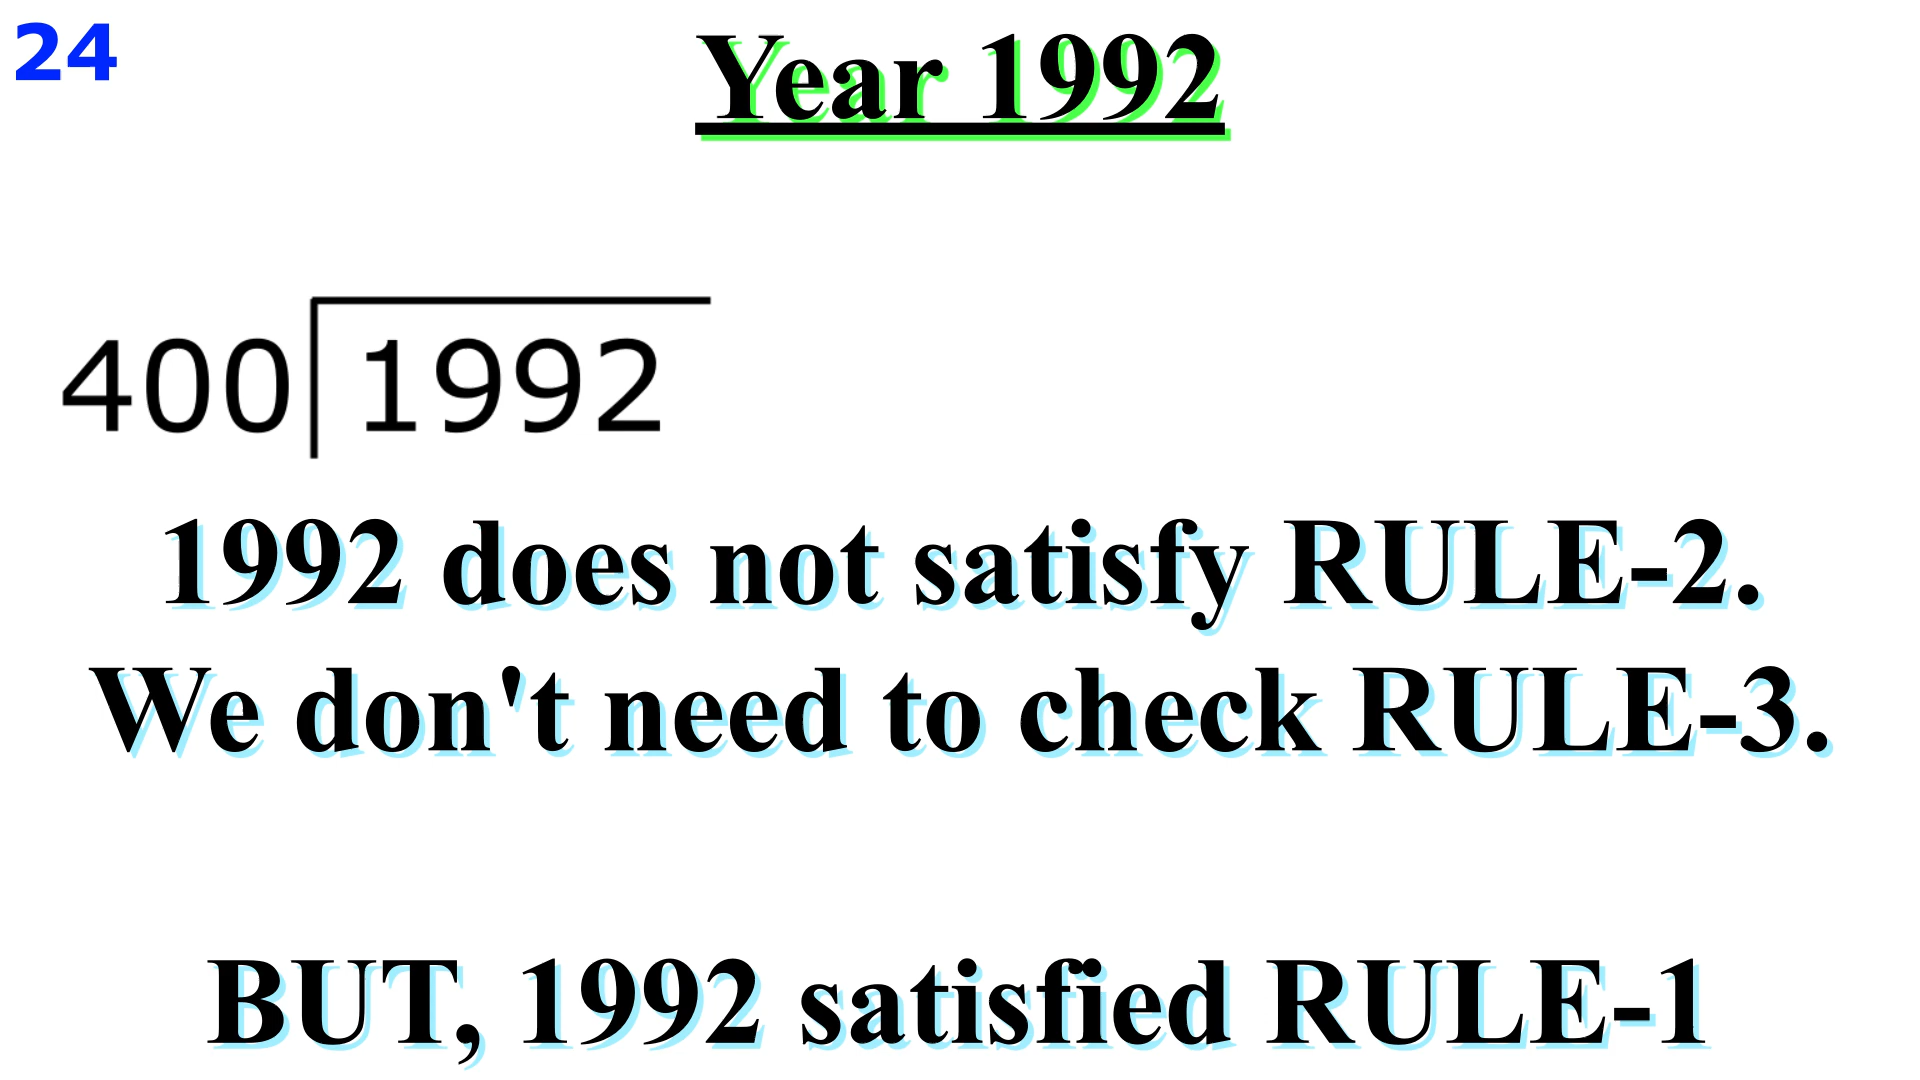 24
Year 1992
400 1992
1992 does not satisfy RULE-2.
We don't need to check RULE-3.
BUT, 1992 satisfied RULE-1